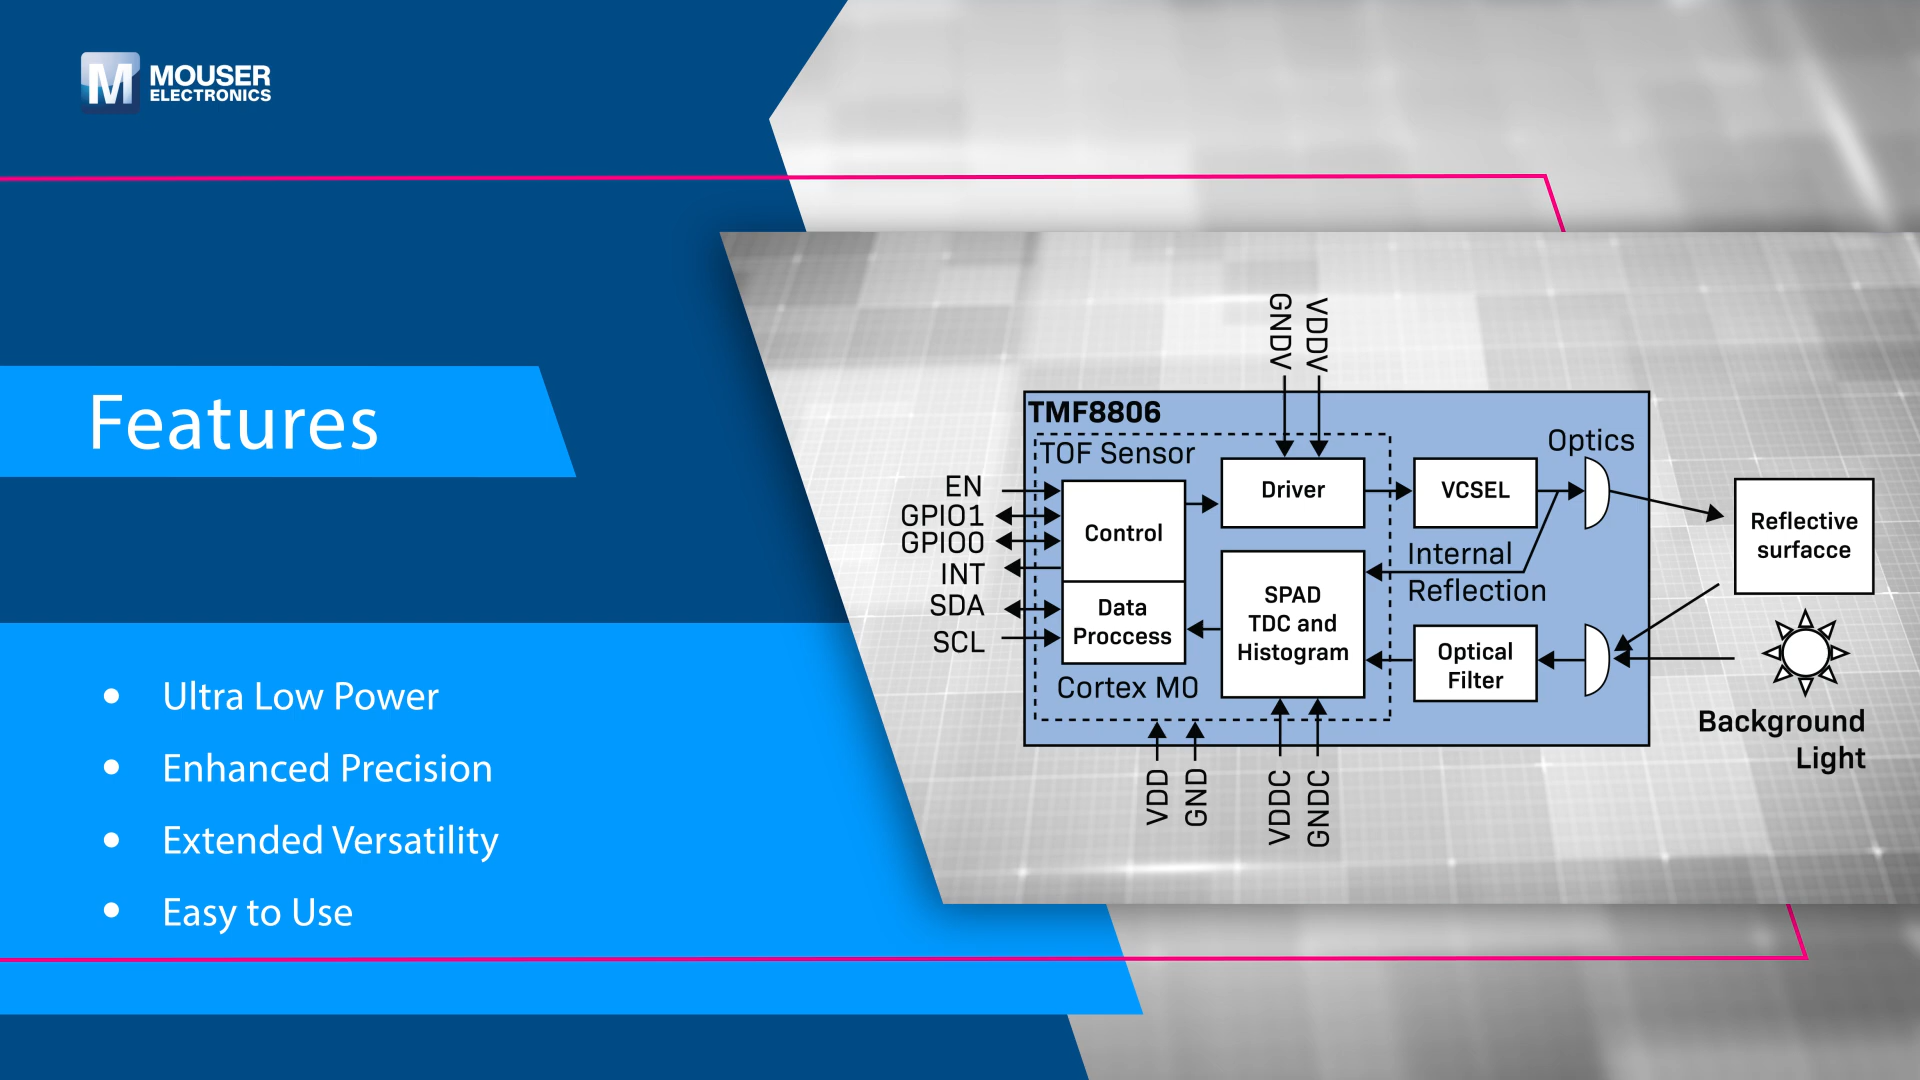 MOUSER
ELECTRONICS
Features
Ultra Low Power
Enhanced Precision
Extended Versatility
Easy to Use
GNDV
VDDV
TMF8806
TOF Sensor
Optics
EN
GPIO1
GPIO0
INT
SDA
SCL
Control
Data
Proccess
Cortex M0
Driver
VCSEL
Internal
Reflection
SPAD
TDC and
Histogram
Optical
Filter
Reflective
surfacce
Background
Light
VDD
GND
VDDC
GNDC